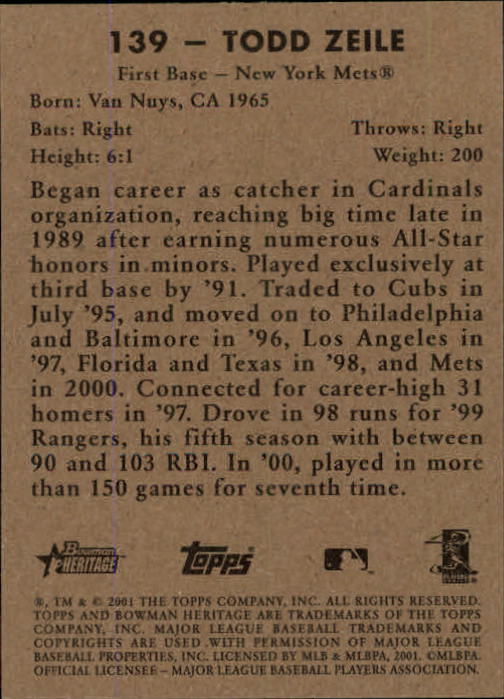 139 – TODD ZEILE
First Base – New York Mets®
Born: Van Nuys, CA 1965
Bats: Right Throws: Right
Height: 6:1 Weight: 200
Began career as catcher in Cardinals
organization, reaching big time late in
1989 after earning numerous All-Star
honors in minors. Played exclusively at
third base by '91. Traded to Cubs in
July '95, and moved on to Philadelphia
and Baltimore in '96, Los Angeles in
'97, Florida and Texas in '98, and Mets
in 2000. Connected for career-high 31
homers in '97. Drove in 98 runs for '99
Rangers, his fifth season with between
90 and 103 RBI. In '00, played in more
than 150 games for seventh time.
Bowman
HERITAGE
Topps
®, TM & © 2001 THE TOPPS COMPANY, INC. ALL RIGHTS RESERVED.
TOPPS AND BOWMAN HERITAGE ARE TRADEMARKS OF THE TOPPS
COMPANY, INC. MAJOR LEAGUE BASEBALL TRADEMARKS AND
COPYRIGHTS ARE USED WITH PERMISSION OF MAJOR LEAGUE
BASEBALL PROPERTIES, INC. LICENSED BY MLB & MLBPA, 2001. ©MLBPA.
OFFICIAL LICENSEE – MAJOR LEAGUE BASEBALL PLAYERS ASSOCIATION.